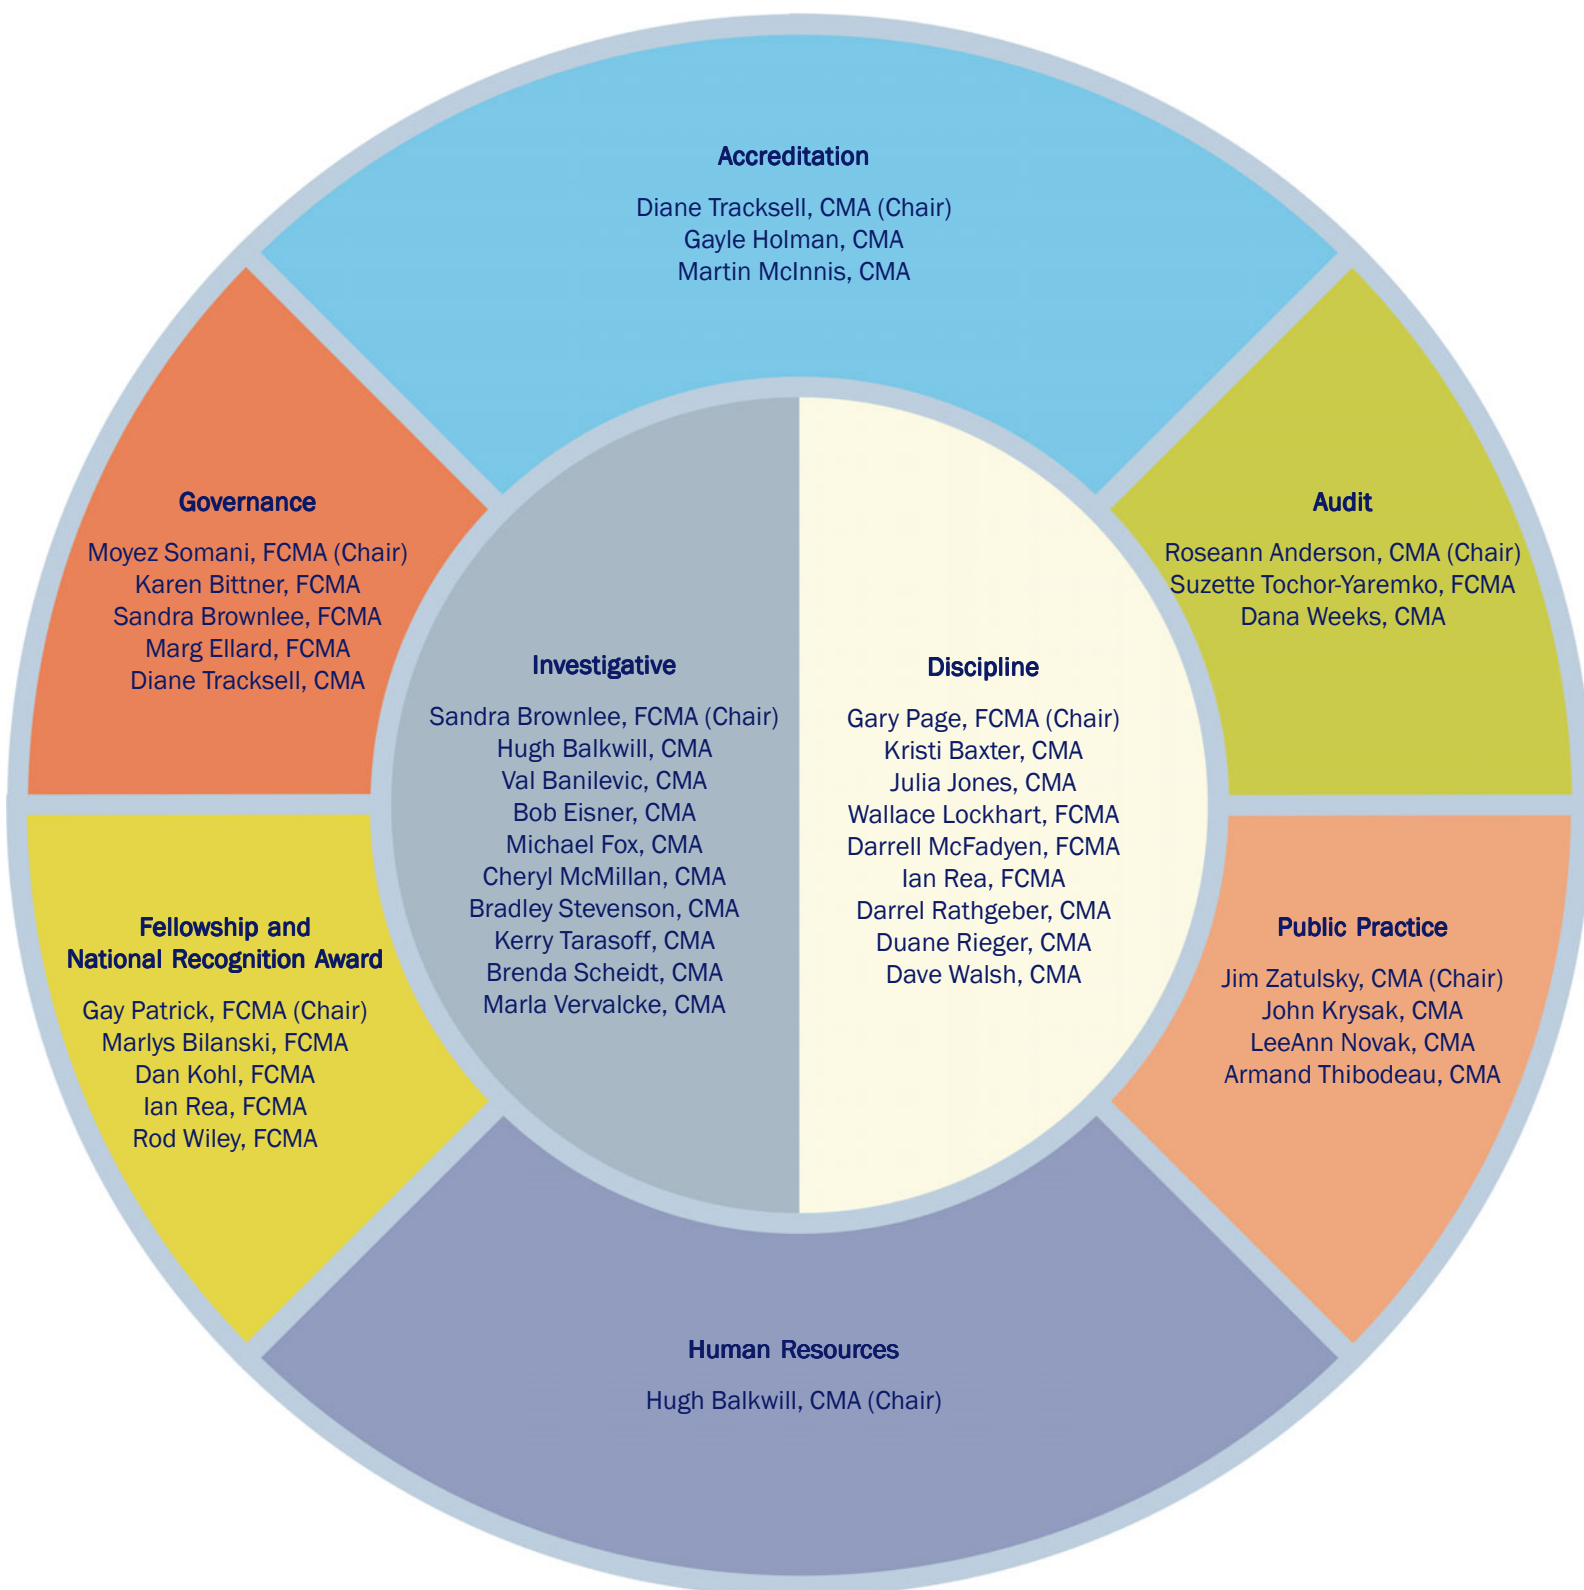 Accreditation
Diane Tracksell, CMA (Chair)
Gayle Holman, CMA
Martin McInnis, CMA
Governance
Moyez Somani, FCMA (Chair)
Karen Bittner, FCMA
Sandra Brownlee, FCMA
Marg Ellard, FCMA
Diane Tracksell, CMA
Audit
Roseann Anderson, CMA (Chair)
Suzette Tochor-Yaremko, FCMA
Dana Weeks, CMA
Investigative
Sandra Brownlee, FCMA (Chair)
Hugh Balkwill, CMA
Val Banilevic, CMA
Bob Eisner, CMA
Michael Fox, CMA
Cheryl McMillan, CMA
Bradley Stevenson, CMA
Kerry Tarasoff, CMA
Brenda Scheidt, CMA
Marla Vervalcke, CMA
Discipline
Gary Page, FCMA (Chair)
Kristi Baxter, CMA
Julia Jones, CMA
Wallace Lockhart, FCMA
Darrell McFadyen, FCMA
Ian Rea, FCMA
Darrel Rathgeber, CMA
Duane Rieger, CMA
Dave Walsh, CMA
Fellowship and
National Recognition Award
Gay Patrick, FCMA (Chair)
Marlys Bilanski, FCMA
Dan Kohl, FCMA
Ian Rea, FCMA
Rod Wiley, FCMA
Public Practice
Jim Zatulsky, CMA (Chair)
John Krysak, CMA
LeeAnn Novak, CMA
Armand Thibodeau, CMA
Human Resources
Hugh Balkwill, CMA (Chair)